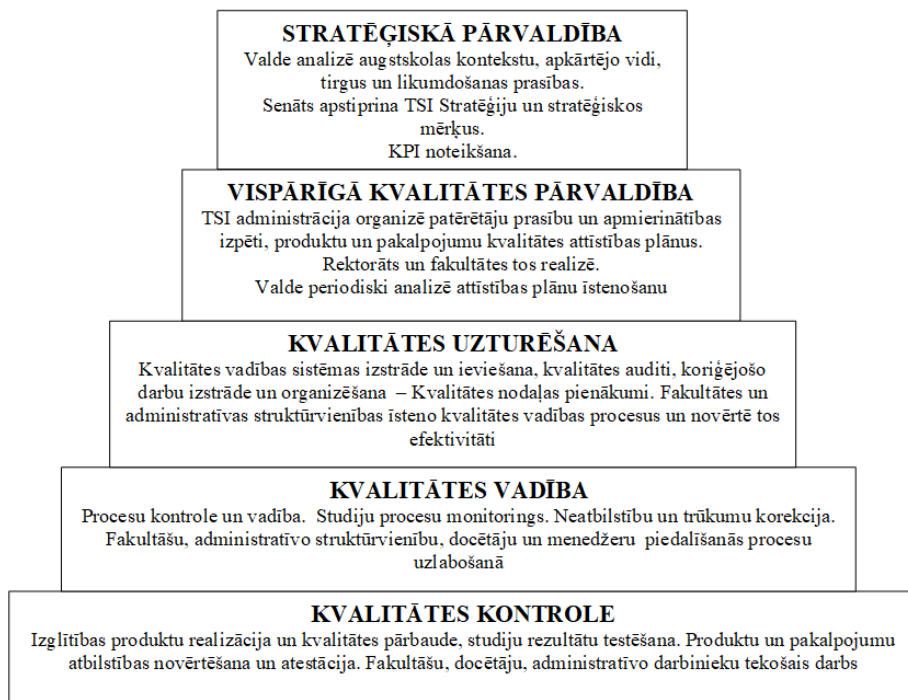 STRATĒĢISKĀ PĀRVALDĪBA
Valde analizē augstskolas kontekstu, apkārtējo vidi,
tirgus un likumdošanas prasības.
Senāts apstiprina TSI Stratēģiju un stratēģiskos
mērķus.
KPI noteikšana.
VISPĀRĪGĀ KVALITĀTES PĀRVALDĪBA
TSI administrācija organizē patērētāju prasību un apmierinātības
izpēti, produktu un pakalpojumu kvalitātes attīstības plānus.
Rektorāts un fakultātes tos realizē.
Valde periodiski analizē attīstības plānu īstenošanu
KVALITĀTES UZTURĒŠANA
Kvalitātes vadības sistēmas izstrāde un ieviešana, kvalitātes auditi, koriģējošo
darbu izstrāde un organizēšana – Kvalitātes nodaļas pienākumi. Fakultātes un
administratīvas struktūrvienības īsteno kvalitātes vadības procesus un novērtē tos
efektivitāti
KVALITĀTES VADĪBA
Procesu kontrole un vadība. Studiju procesu monitorings. Neatbilstību un trūkumu korekcija.
Fakultāšu, administratīvo struktūrvienību, docētāju un menedžeru piedalīšanās procesu
uzlabošanā
KVALITĀTES KONTROLE
Izglītības produktu realizācija un kvalitātes pārbaude, studiju rezultātu testēšana. Produktu un pakalpojumu
atbilstības novērtēšana un atestācija. Fakultāšu, docētāju, administratīvo darbinieku tekošais darbs